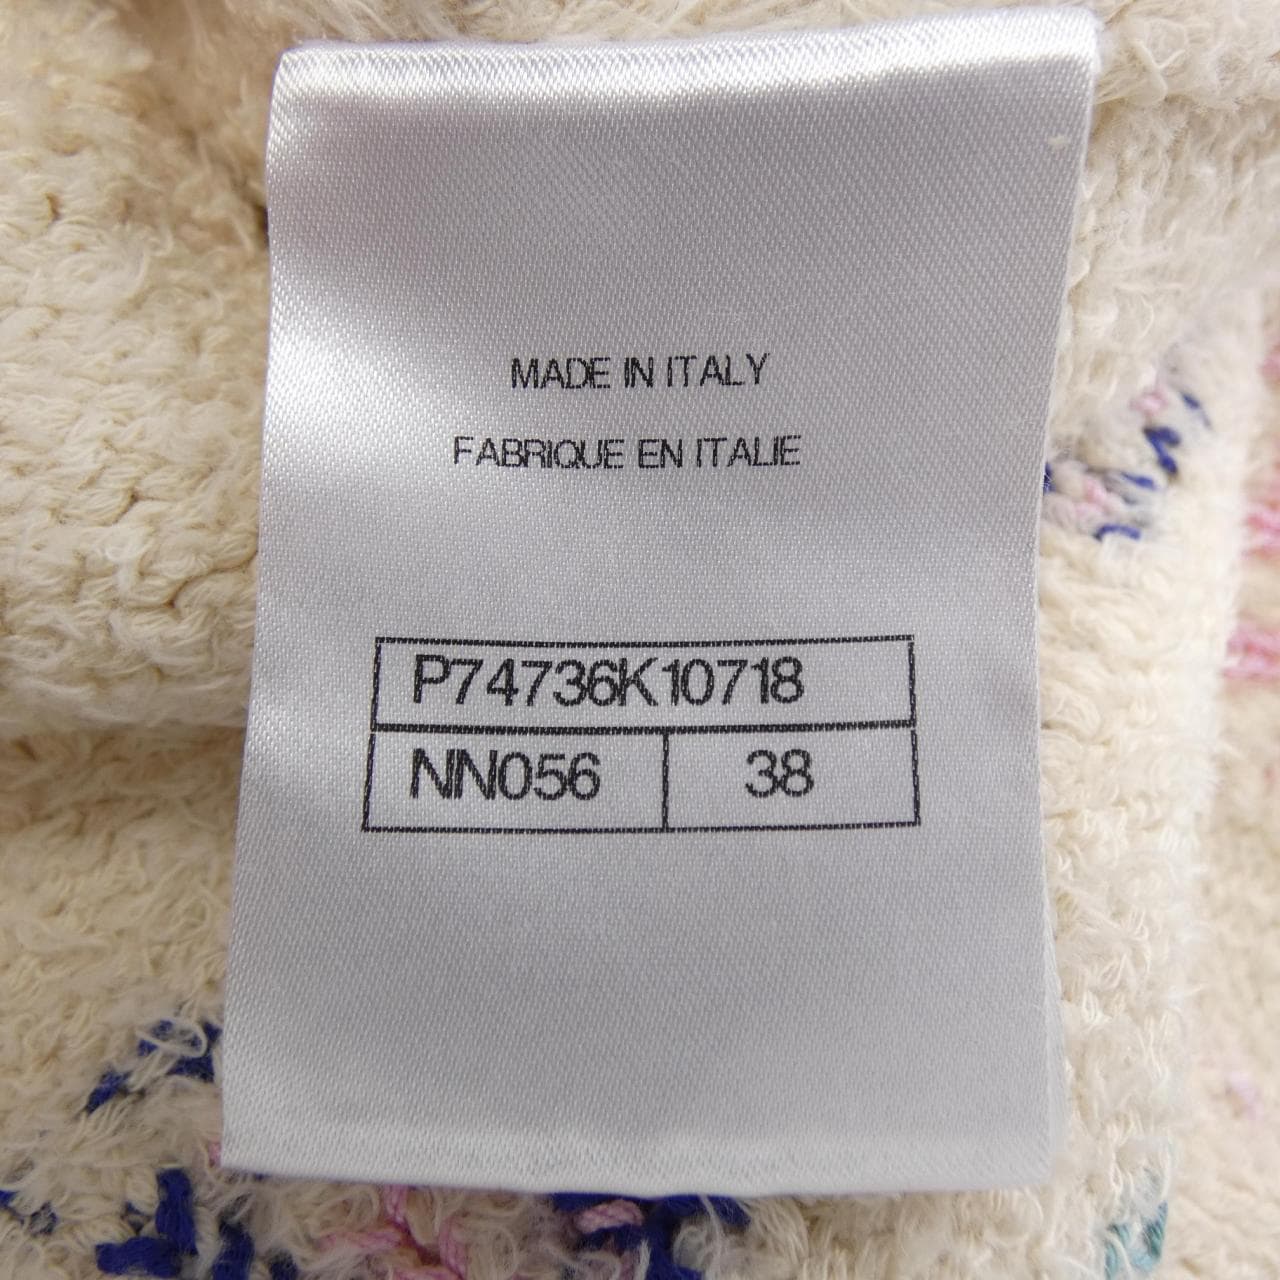 MADE IN ITALY
FABRIQUE EN ITALIE
P74736K10718
NN056 38